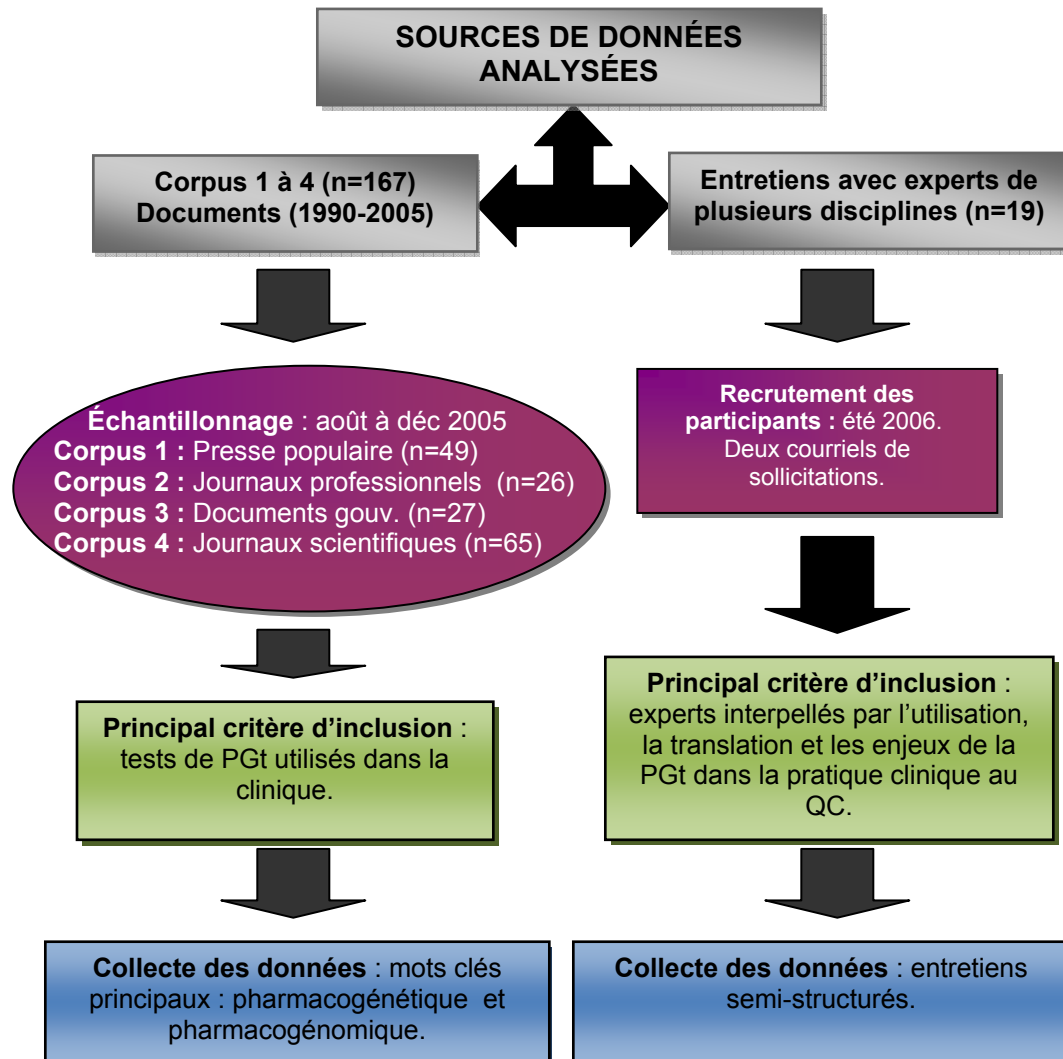 SOURCES DE DONNÉES
ANALYSÉES
Corpus 1 à 4 (n=167)
Documents (1990-2005)
Entretiens avec experts de
plusieurs disciplines (n=19)
Échantillonnage : août à déc 2005
Corpus 1 : Presse populaire (n=49)
Corpus 2 : Journaux professionnels (n=26)
Corpus 3 : Documents gouv. (n=27)
Corpus 4 : Journaux scientifiques (n=65)
Recrutement des
participants : été 2006.
Deux courriels de
sollicitations.
Principal critère d'inclusion :
tests de PGt utilisés dans la
clinique.
Principal critère d'inclusion :
experts interpellés par l'utilisation,
la translation et les enjeux de la
PGt dans la pratique clinique au
QC.
Collecte des données : mots clés
principaux : pharmacogénétique et
pharmacogénomique.
Collecte des données : entretiens
semi-structurés.